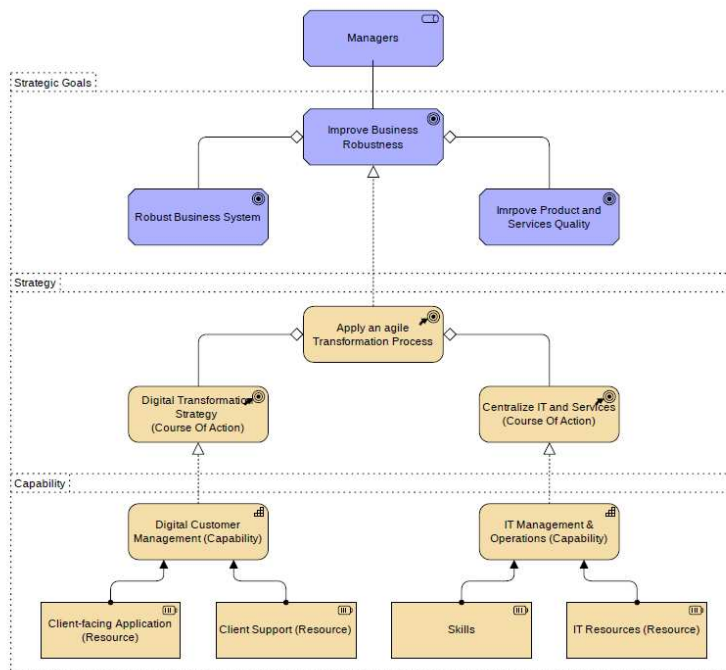 Managers
Strategic Goals
Improve Business
Robustness
Robust Business System
Imrpove Product and
Services Quality
Strategy
Apply an agile
Transformation Process
Digital Transformation
Strategy
(Course Of Action)
Centralize IT and Services
(Course Of Action)
Capability
Digital Customer
Management (Capability)
IT Management &
Operations (Capability)
Client-facing Application
(Resource)
Client Support (Resource)
Skills
IT Resources (Resource)